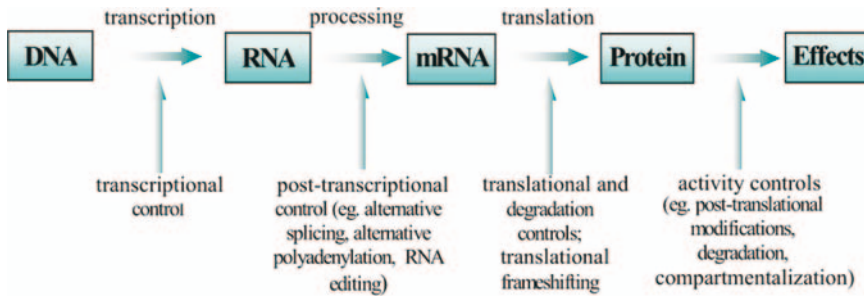 transcription
processing
translation
DNA
RNA
mRNA
Protein
Effects
transcriptional
control
post-transcriptional
control (eg. alternative
splicing, alternative
polyadenylation, RNA
editing)
translational and
degradation
controls;
translational
frameshifting
activity controls
(eg. post-translational
modifications,
degradation,
compartmentalization)